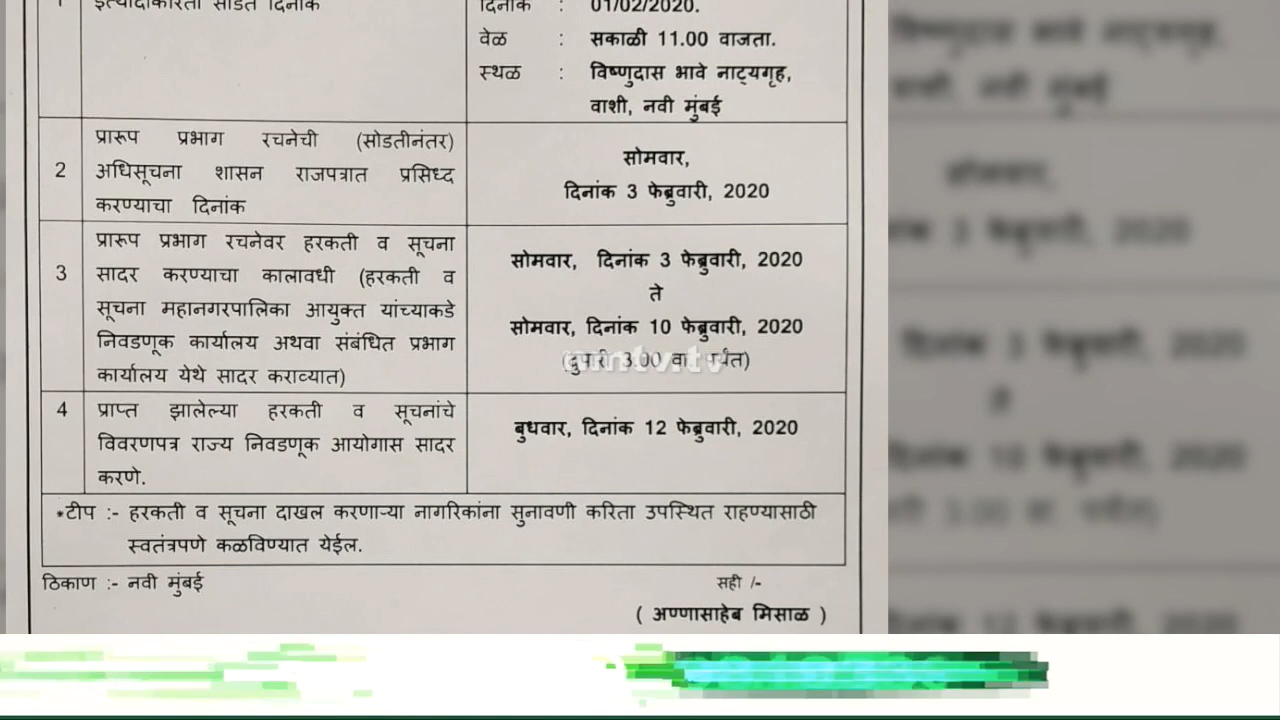 1 इत्यादीकरिता सोडत दिनांक
दिनांक : 01/02/2020.
वेळ : सकाळी 11.00 वाजता.
स्थळ : विष्णुदास भावे नाट्यगृह,
वाशी, नवी मुंबई
2 प्रारूप प्रभाग रचनेची (सोडतीनंतर)
अधिसूचना शासन राजपत्रात प्रसिध्द
करण्याचा दिनांक
सोमवार,
दिनांक 3 फेब्रुवारी, 2020
3 प्रारूप प्रभाग रचनेवर हरकती व सूचना
सादर करण्याचा कालावधी (हरकती व
सूचना महानगरपालिका आयुक्त यांच्याकडे
निवडणूक कार्यालय अथवा संबंधित प्रभाग
कार्यालय येथे सादर कराव्यात)
सोमवार, दिनांक 3 फेब्रुवारी, 2020
ते
सोमवार, दिनांक 10 फेब्रुवारी, 2020
(दुपारी 3.00 वा. पर्यंत)
4 प्राप्त झालेल्या हरकती व सूचनांचे
विवरणपत्र राज्य निवडणूक आयोगास सादर
करणे.
बुधवार, दिनांक 12 फेब्रुवारी, 2020
*टीप :- हरकती व सूचना दाखल करणाऱ्या नागरिकांना सुनावणी करिता उपस्थित राहण्यासाठी
स्वतंत्रपणे कळविण्यात येईल.
ठिकाण :- नवी मुंबई
सही /-
( अण्णासाहेब मिसाळ )